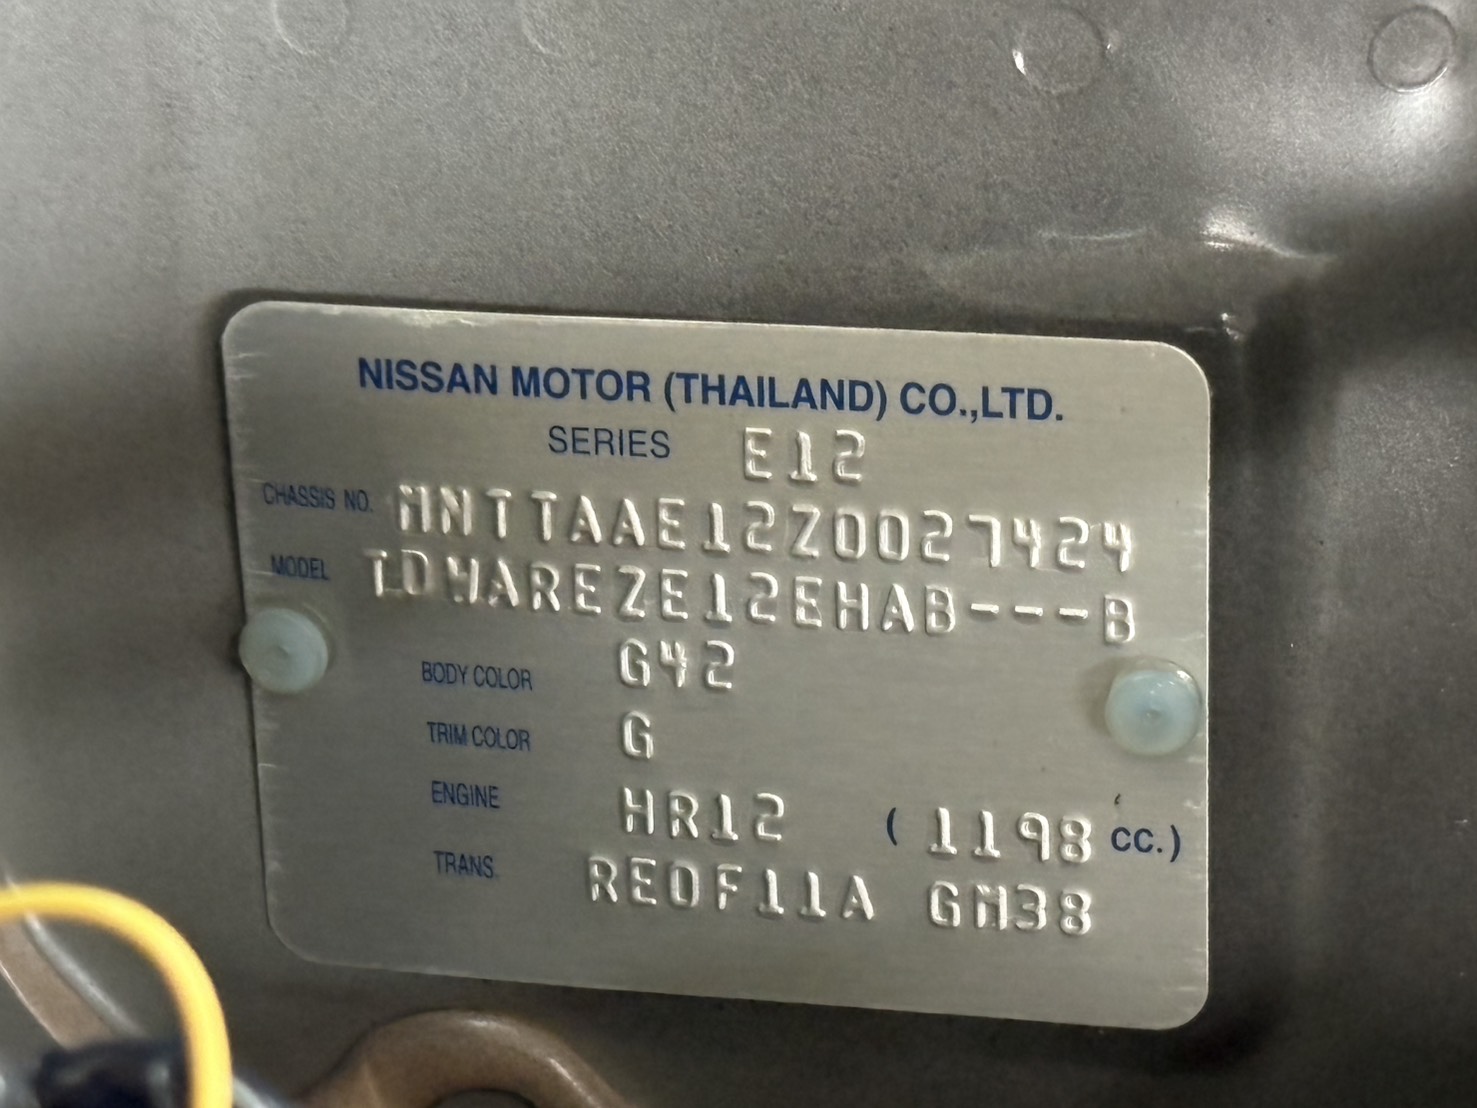 NISSAN MOTOR (THAILAND) CO.,LTD.
SERIES E12
CHASSIS NO. MNTTAAE12Z0027424
MODEL TDWAREZE12EHAB---B
BODY COLOR G42
TRIM COLOR G
ENGINE HR12 (1198 CC.)
TRANS. RE0F11A GM38